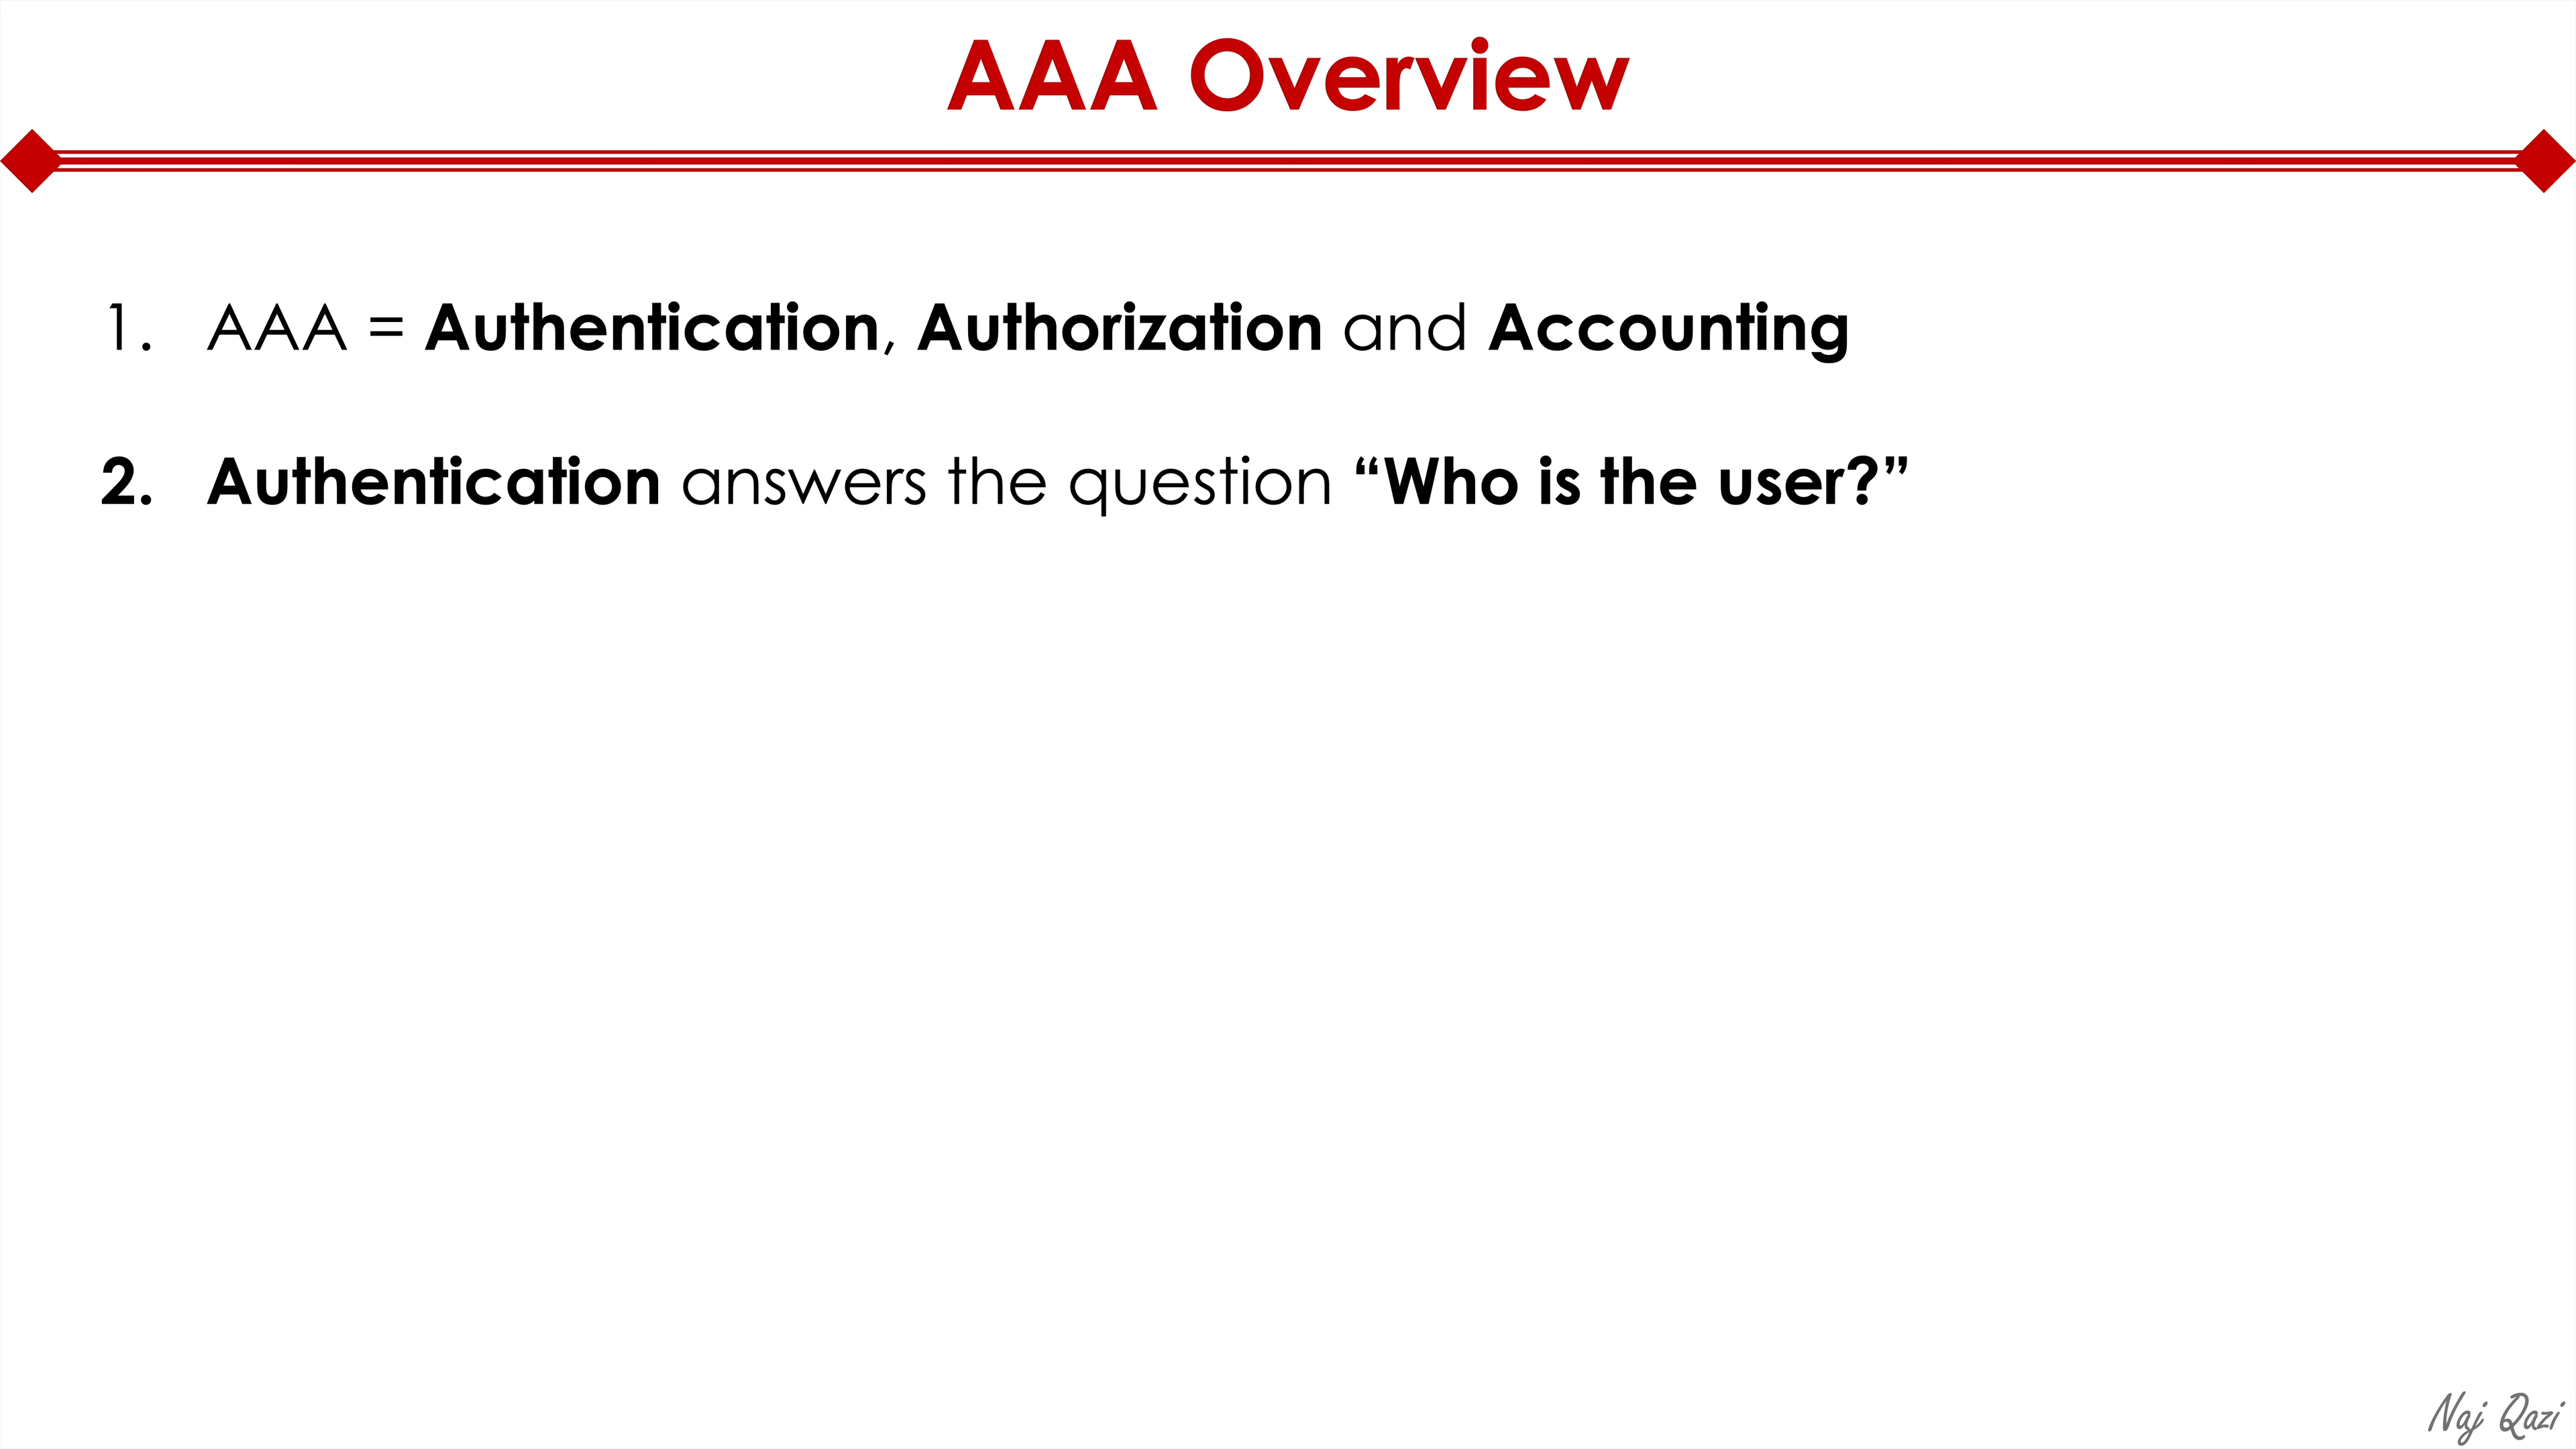 AAA Overview
1. AAA = Authentication, Authorization and Accounting
2. Authentication answers the question “Who is the user?”
Naj Qazi